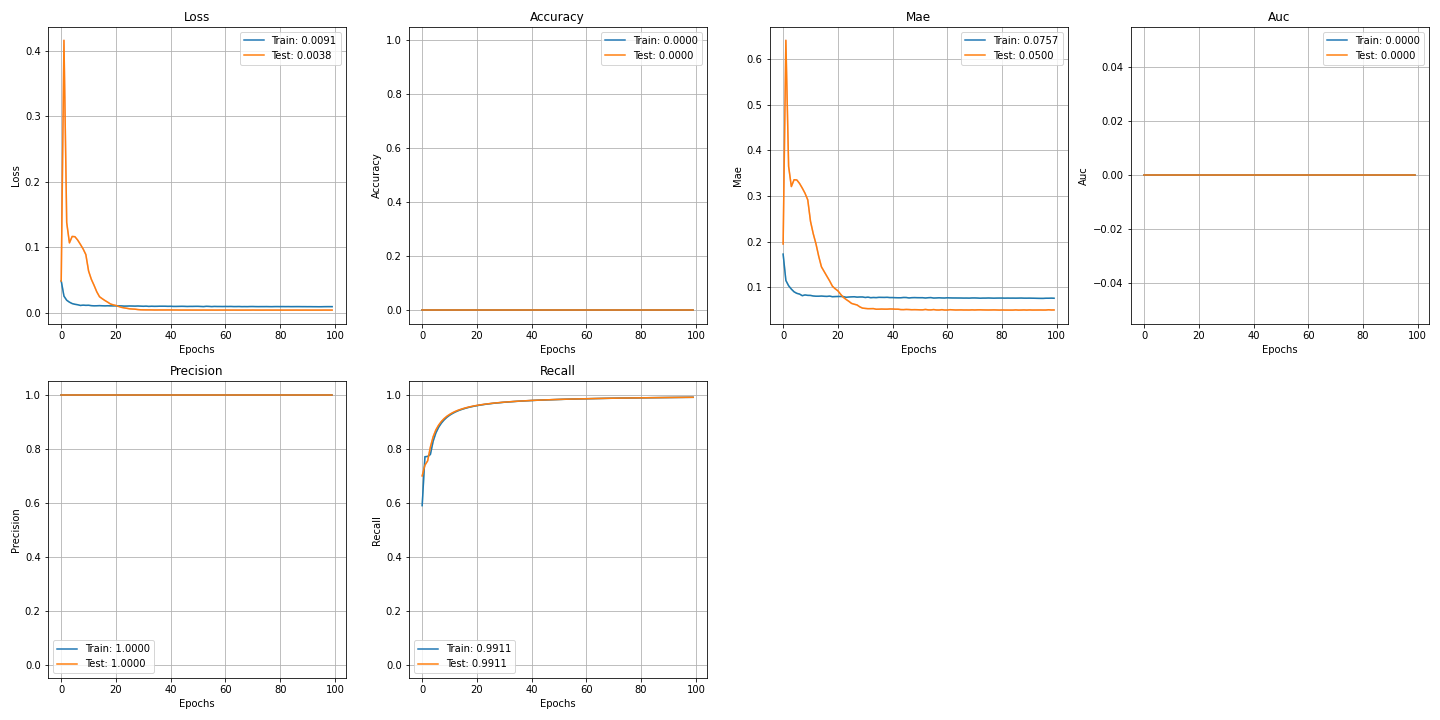 Loss
Train: 0.0091
Test: 0.0038
0.4
0.3
0.2
0.1
0.0
Loss
0 20 40 60 80 100
Epochs
Accuracy
Train: 0.0000
Test: 0.0000
1.0
0.8
0.6
0.4
0.2
0.0
Accuracy
0 20 40 60 80 100
Epochs
Mae
Train: 0.0757
Test: 0.0500
0.6
0.5
0.4
0.3
0.2
0.1
Mae
0 20 40 60 80 100
Epochs
Auc
Train: 0.0000
Test: 0.0000
0.04
0.02
0.00
−0.02
−0.04
Auc
0 20 40 60 80 100
Epochs
Precision
1.0
0.8
0.6
0.4
0.2
0.0
Precision
Train: 1.0000
Test: 1.0000
0 20 40 60 80 100
Epochs
Recall
1.0
0.8
0.6
0.4
0.2
0.0
Recall
Train: 0.9911
Test: 0.9911
0 20 40 60 80 100
Epochs